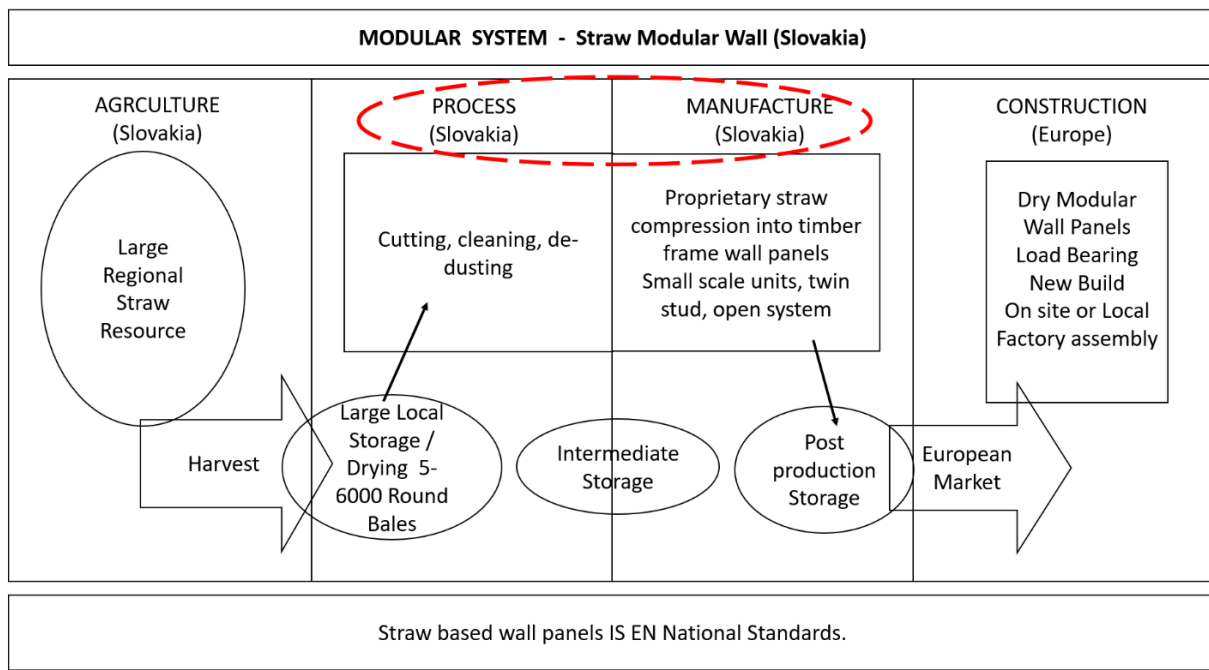 MODULAR SYSTEM - Straw Modular Wall (Slovakia)
AGRCULTURE
(Slovakia)
PROCESS
(Slovakia)
MANUFACTURE
(Slovakia)
CONSTRUCTION
(Europe)
Large
Regional
Straw
Resource
Cutting, cleaning, de-
dusting
Proprietary straw
compression into timber
frame wall panels
Small scale units, twin
stud, open system
Dry Modular
Wall Panels
Load Bearing
New Build
On site or Local
Factory assembly
Harvest
Large Local
Storage /
Drying 5-
6000 Round
Bales
Intermediate
Storage
Post
production
Storage
European
Market
Straw based wall panels IS EN National Standards.